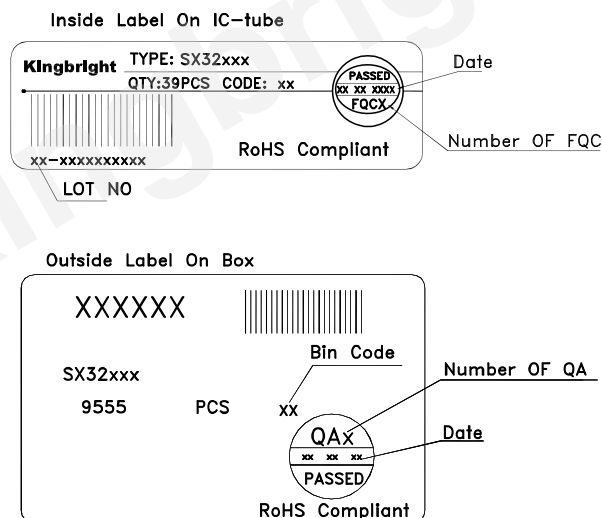 Inside Label On IC-tube
Kingbright
TYPE: SX32xxx
QTY:39PCS CODE: xx
PASSED
xx xx xxxx
FQCX
Date
Number OF FQC
RoHS Compliant
xx-xxxxxxxxxx
LOT NO
Outside Label On Box
XXXXXX
Bin Code
SX32xxx
9555 PCS xx
Number OF QA
QAx
Date
xx xx xx
PASSED
RoHS Compliant